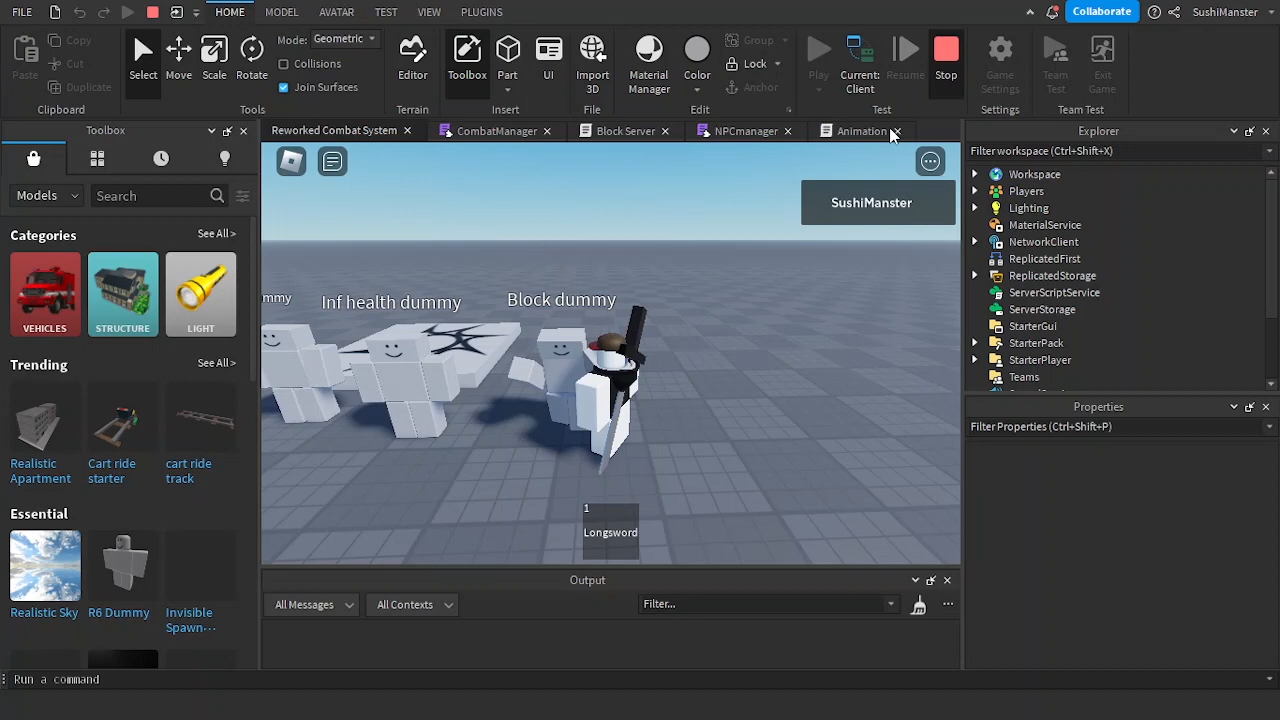 FILE HOME MODEL AVATAR TEST VIEW PLUGINS Collaborate SushiManster
Paste Copy Cut Duplicate
Clipboard
Select Move Scale Rotate
Mode: Geometric
Collisions
Join Surfaces
Tools
Editor
Terrain
Toolbox Part UI
Insert
Import 3D
File
Material Manager
Color
Group
Lock
Anchor
Edit
Play
Current: Client
Resume
Stop
Test
Game Settings
Settings
Team Test
Exit Game
Team Test
Toolbox
Models Search
Categories See All >
VEHICLES STRUCTURE LIGHT
Trending See All >
Realistic Apartment
Cart ride starter
cart ride track
Essential See All >
Realistic Sky
R6 Dummy
Invisible Spawn...
Reworked Combat System CombatManager Block Server NPCmanager Animation
SushiManster
mmy
Inf health dummy
Block dummy
1
Longsword
Output
All Messages All Contexts Filter...
Explorer
Filter workspace (Ctrl+Shift+X)
Workspace
Players
Lighting
MaterialService
NetworkClient
ReplicatedFirst
ReplicatedStorage
ServerScriptService
ServerStorage
StarterGui
StarterPack
StarterPlayer
Teams
Properties
Filter Properties (Ctrl+Shift+P)
Run a command